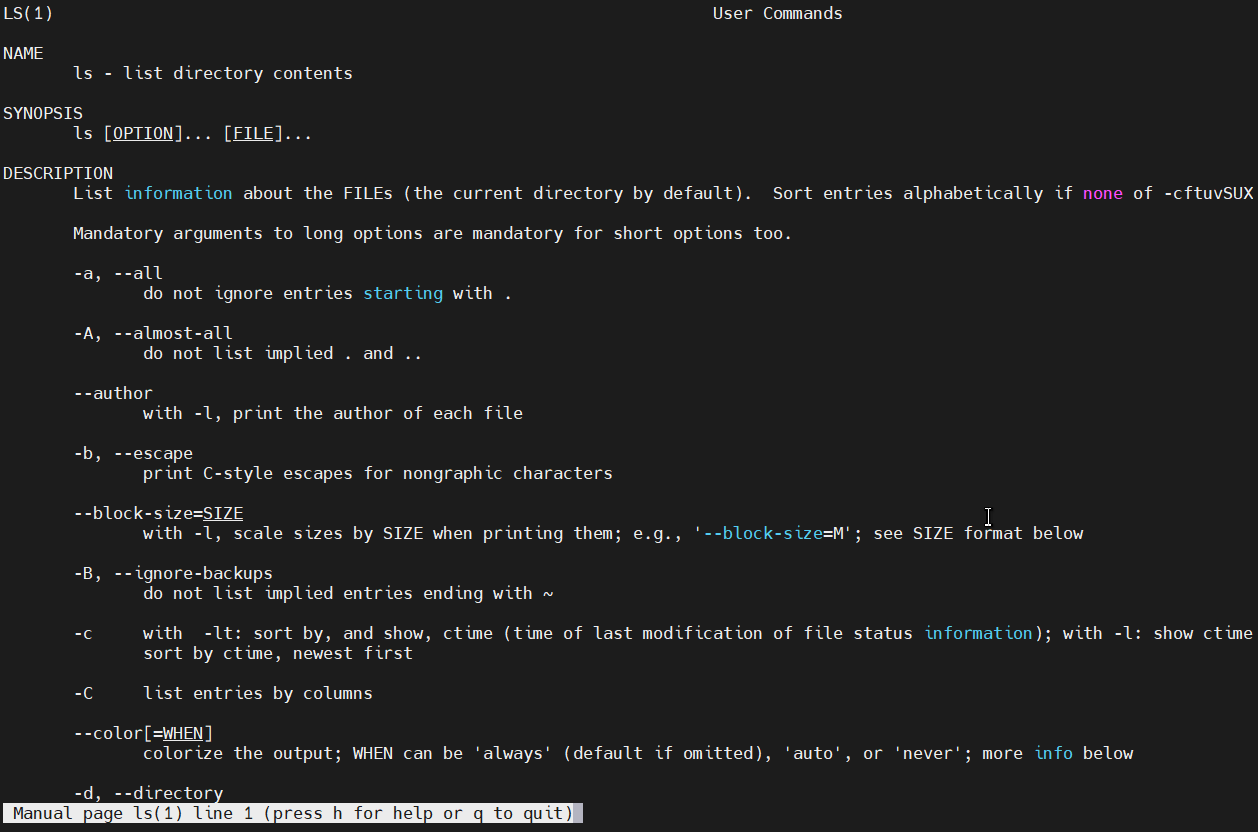 LS(1) User Commands
NAME
ls - list directory contents
SYNOPSIS
ls [OPTION]... [FILE]...
DESCRIPTION
List information about the FILEs (the current directory by default). Sort entries alphabetically if none of -cftuvSUX
Mandatory arguments to long options are mandatory for short options too.
-a, --all
do not ignore entries starting with .
-A, --almost-all
do not list implied . and ..
--author
with -l, print the author of each file
-b, --escape
print C-style escapes for nongraphic characters
--block-size=SIZE
with -l, scale sizes by SIZE when printing them; e.g., '--block-size=M'; see SIZE format below
-B, --ignore-backups
do not list implied entries ending with ~
-c with -lt: sort by, and show, ctime (time of last modification of file status information); with -l: show ctime
sort by ctime, newest first
-C list entries by columns
--color[=WHEN]
colorize the output; WHEN can be 'always' (default if omitted), 'auto', or 'never'; more info below
-d, --directory
Manual page ls(1) line 1 (press h for help or q to quit)